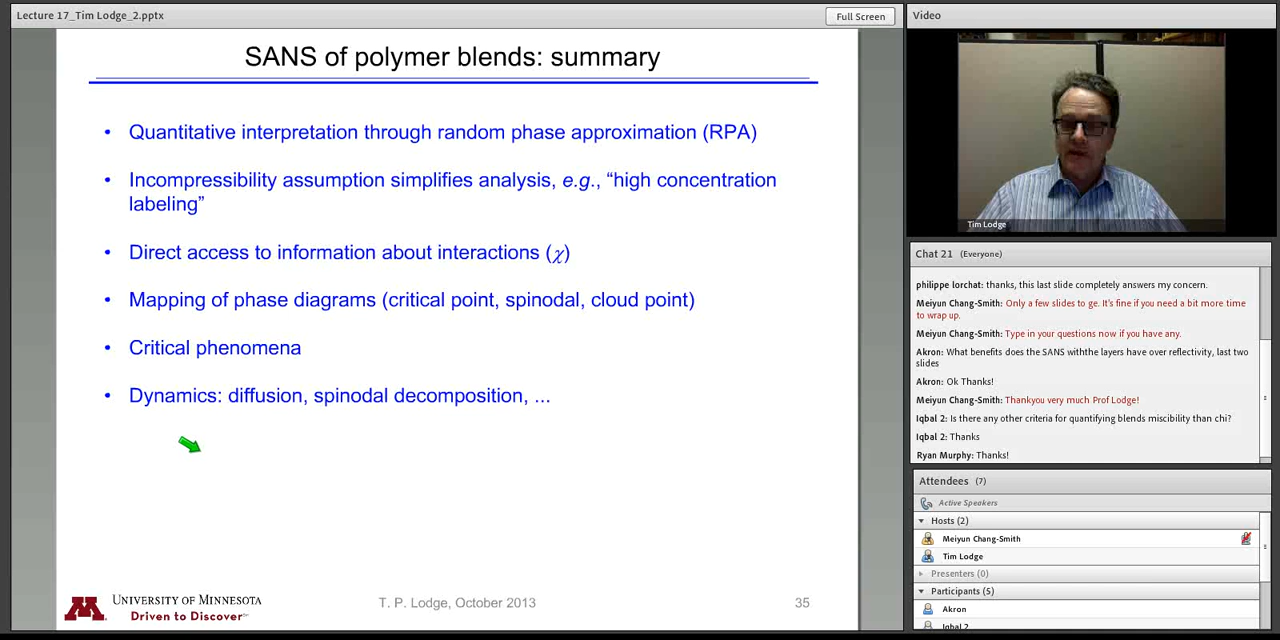 Lecture 17_Tim Lodge_2.pptx
Full Screen
SANS of polymer blends: summary
• Quantitative interpretation through random phase approximation (RPA)
• Incompressibility assumption simplifies analysis, e.g., “high concentration
labeling”
• Direct access to information about interactions (χ)
• Mapping of phase diagrams (critical point, spinodal, cloud point)
• Critical phenomena
• Dynamics: diffusion, spinodal decomposition, ...
UNIVERSITY OF MINNESOTA
Driven to Discover℠
T. P. Lodge, October 2013
35
Video
Tim Lodge
Chat 21 (Everyone)
philippe lorchat: thanks, this last slide completely answers my concern.
Meiyun Chang-Smith: Only a few slides to ge. It's fine if you need a bit more time
to wrap up.
Meiyun Chang-Smith: Type in your questions now if you have any.
Akron: What benefits does the SANS withthe layers have over reflectivity, last two
slides
Akron: Ok Thanks!
Meiyun Chang-Smith: Thankyou very much Prof Lodge!
Iqbal 2: Is there any other criteria for quantifying blends miscibility than chi?
Iqbal 2: Thanks
Ryan Murphy: Thanks!
Attendees (7)
Active Speakers
Hosts (2)
Meiyun Chang-Smith
Tim Lodge
Presenters (0)
Participants (5)
Akron
Iqbal 2